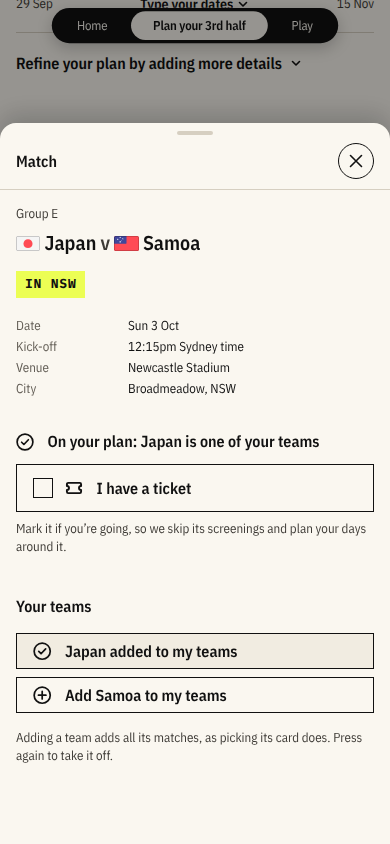 29 Sep
Type your dates
15 Nov
Home
Plan your 3rd half
Play
Refine your plan by adding more details
Match
Group E
Japan v Samoa
IN NSW
Date Sun 3 Oct
Kick-off 12:15pm Sydney time
Venue Newcastle Stadium
City Broadmeadow, NSW
On your plan: Japan is one of your teams
I have a ticket
Mark it if you’re going, so we skip its screenings and plan your days
around it.
Your teams
Japan added to my teams
Add Samoa to my teams
Adding a team adds all its matches, as picking its card does. Press
again to take it off.